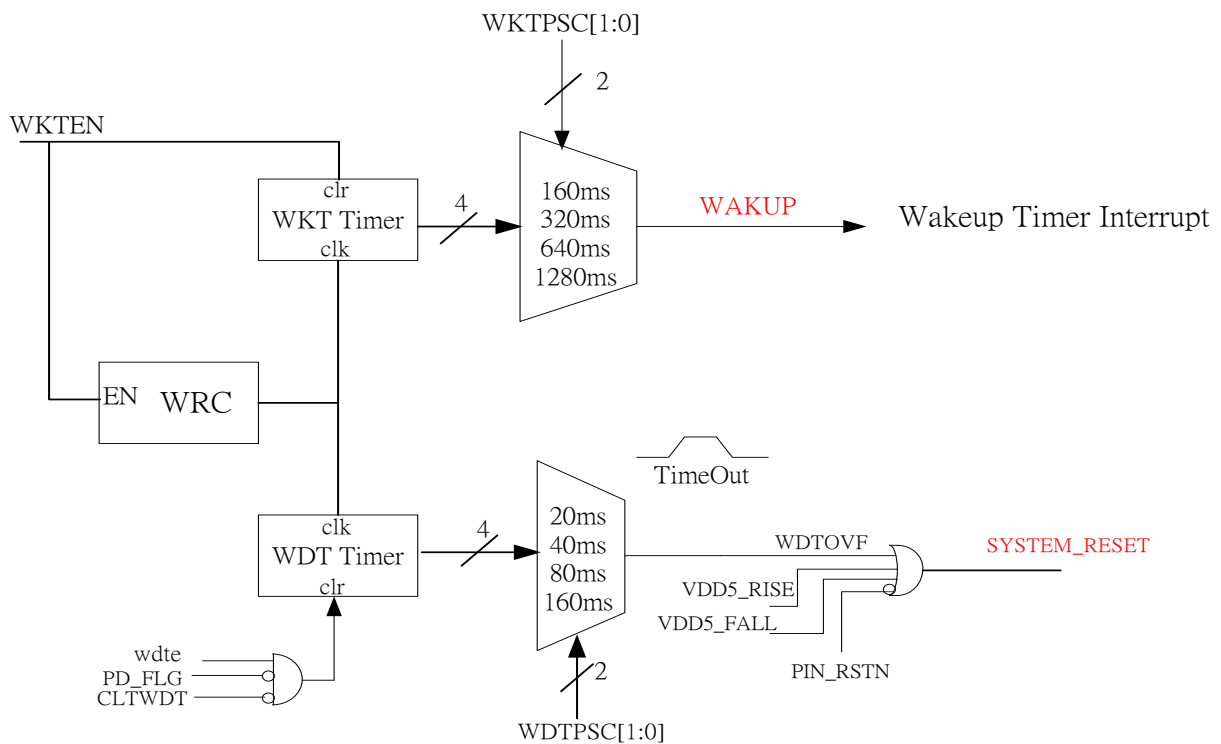 WKTPSC[1:0]
2
WKTEN
clr
WKT Timer
clk
4
160ms
320ms
640ms
1280ms
WAKUP
Wakeup Timer Interrupt
EN
WRC
TimeOut
clk
WDT Timer
clr
4
20ms
40ms
80ms
160ms
WDTOVF
SYSTEM_RESET
VDD5_RISE
VDD5_FALL
PIN_RSTN
wdte
PD_FLG
CLTWDT
2
WDTPSC[1:0]